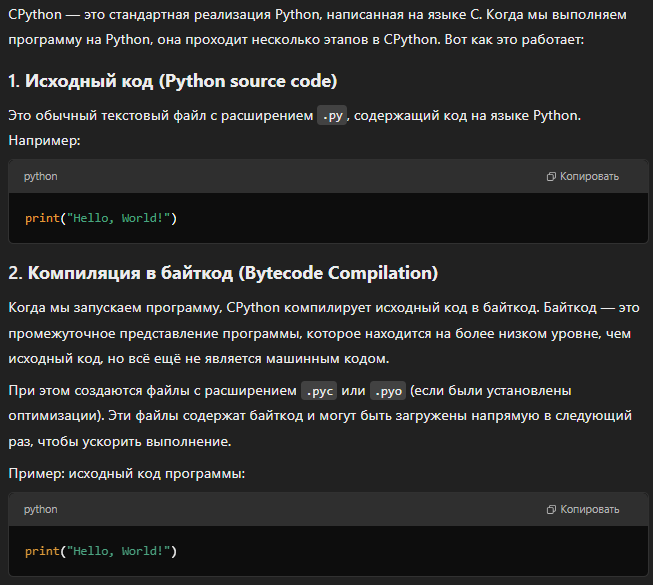 CPython — это стандартная реализация Python, написанная на языке C. Когда мы выполняем
программу на Python, она проходит несколько этапов в CPython. Вот как это работает:
1. Исходный код (Python source code)
Это обычный текстовый файл с расширением .py, содержащий код на языке Python.
Например:
python Копировать
print("Hello, World!")
2. Компиляция в байткод (Bytecode Compilation)
Когда мы запускаем программу, CPython компилирует исходный код в байткод. Байткод — это
промежуточное представление программы, которое находится на более низком уровне, чем
исходный код, но всё ещё не является машинным кодом.
При этом создаются файлы с расширением .pyc или .pyo (если были установлены
оптимизации). Эти файлы содержат байткод и могут быть загружены напрямую в следующий
раз, чтобы ускорить выполнение.
Пример: исходный код программы:
python Копировать
print("Hello, World!")